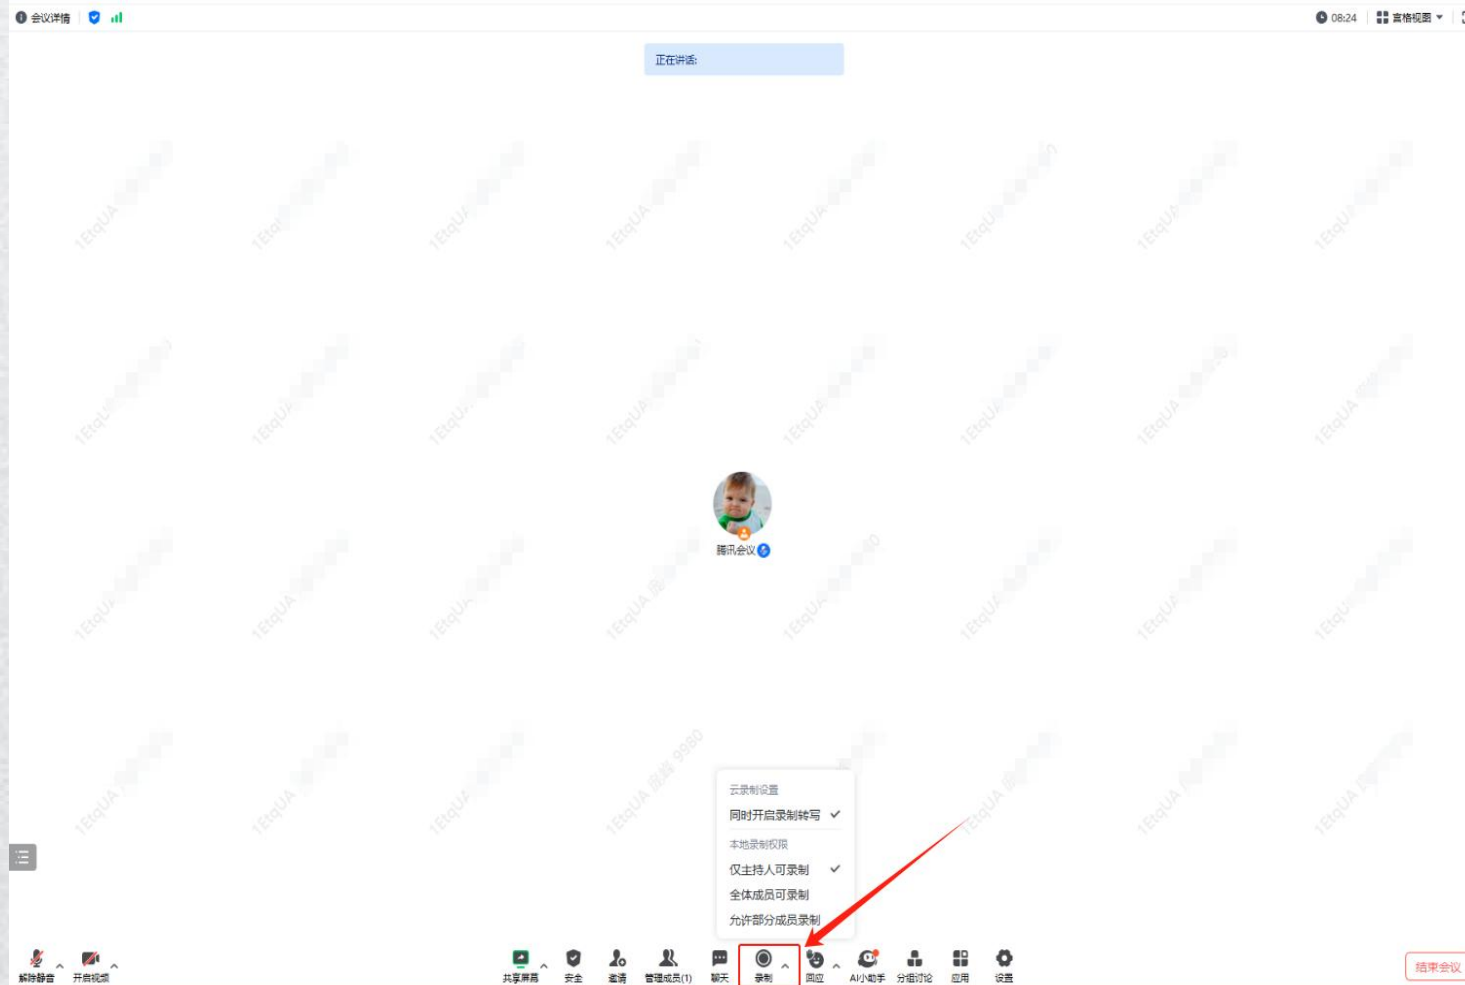 会议详情
08:24
宫格视图
正在讲话:
腾讯会议
云录制设置
同时开启录制转写
本地录制权限
仅主持人可录制
全体成员可录制
允许部分成员录制
解除静音
开启视频
共享屏幕
安全
邀请
管理成员(1)
聊天
录制
回应
AI小助手
分组讨论
应用
设置
结束会议